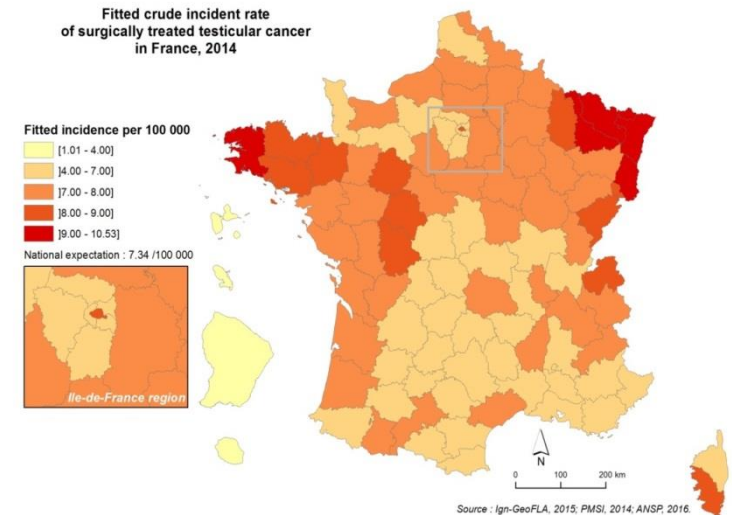 Fitted crude incident rate
of surgically treated testicular cancer
in France, 2014
Fitted incidence per 100 000
[1.01 - 4.00]
]4.00 - 7.00]
]7.00 - 8.00]
]8.00 - 9.00]
]9.00 - 10.53]
National expectation : 7.34 /100 000
Ile-de-France region
N
0 100 200 km
Source : Ign-GeoFLA, 2015; PMSI, 2014; ANSP, 2016.